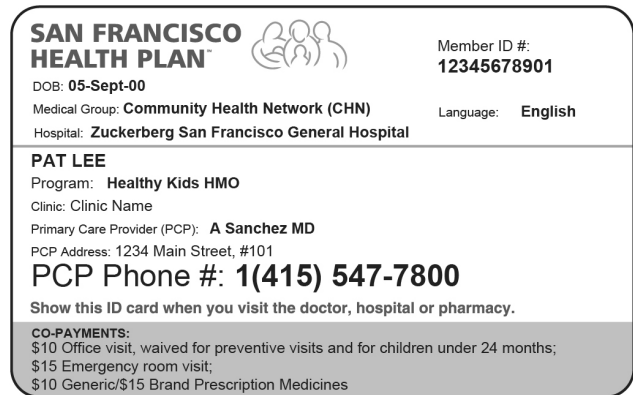 SAN FRANCISCO
HEALTH PLAN™
Member ID #:
12345678901
DOB: 05-Sept-00
Medical Group: Community Health Network (CHN)
Language: English
Hospital: Zuckerberg San Francisco General Hospital
PAT LEE
Program: Healthy Kids HMO
Clinic: Clinic Name
Primary Care Provider (PCP): A Sanchez MD
PCP Address: 1234 Main Street, #101
PCP Phone #: 1(415) 547-7800
Show this ID card when you visit the doctor, hospital or pharmacy.
CO-PAYMENTS:
$10 Office visit, waived for preventive visits and for children under 24 months;
$15 Emergency room visit;
$10 Generic/$15 Brand Prescription Medicines